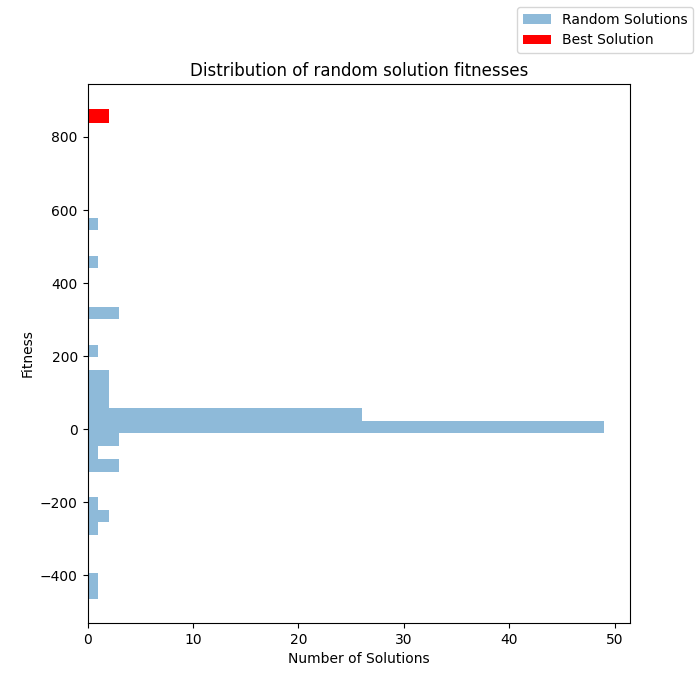 Random Solutions
Best Solution
Distribution of random solution fitnesses
800
600
400
200
0
−200
−400
Fitness
0 10 20 30 40 50
Number of Solutions